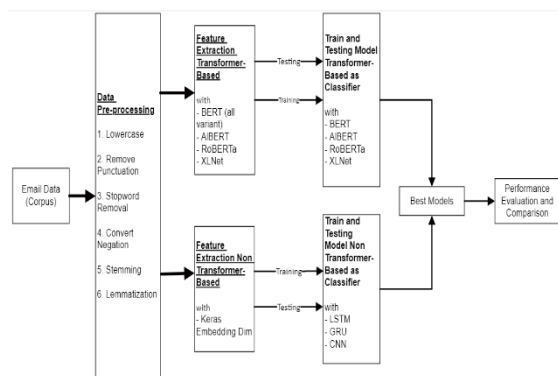 Email Data
(Corpus)
Data
Pre-processing
1. Lowercase
2. Remove
Punctuation
3. Stopword
Removal
4. Convert
Negation
5. Stemming
6. Lemmatization
Feature
Extraction
Transformer-
Based
with
- BERT (all
variant)
- AlBERT
- RoBERTa
- XLNet
Testing
Training
Train and
Testing Model
Transformer-
Based as
Classifier
with
- BERT
- AlBERT
- RoBERTa
- XLNet
Feature
Extraction Non
Transformer-
Based
with
- Keras
Embedding Dim
Training
Testing
Train and
Testing
Model Non
Transformer-
Based as
Classifier
with
- LSTM
- GRU
- CNN
Best Models
Performance
Evaluation and
Comparison